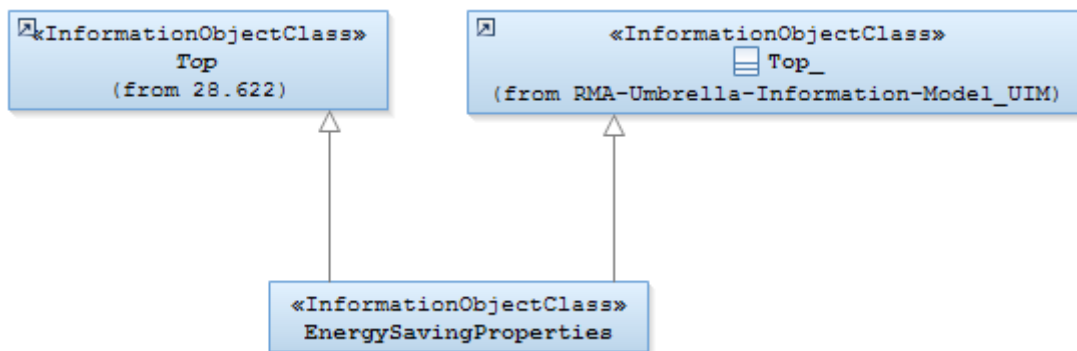 «InformationObjectClass»
Top
(from 28.622)
«InformationObjectClass»
Top_
(from RMA-Umbrella-Information-Model_UIM)
«InformationObjectClass»
EnergySavingProperties